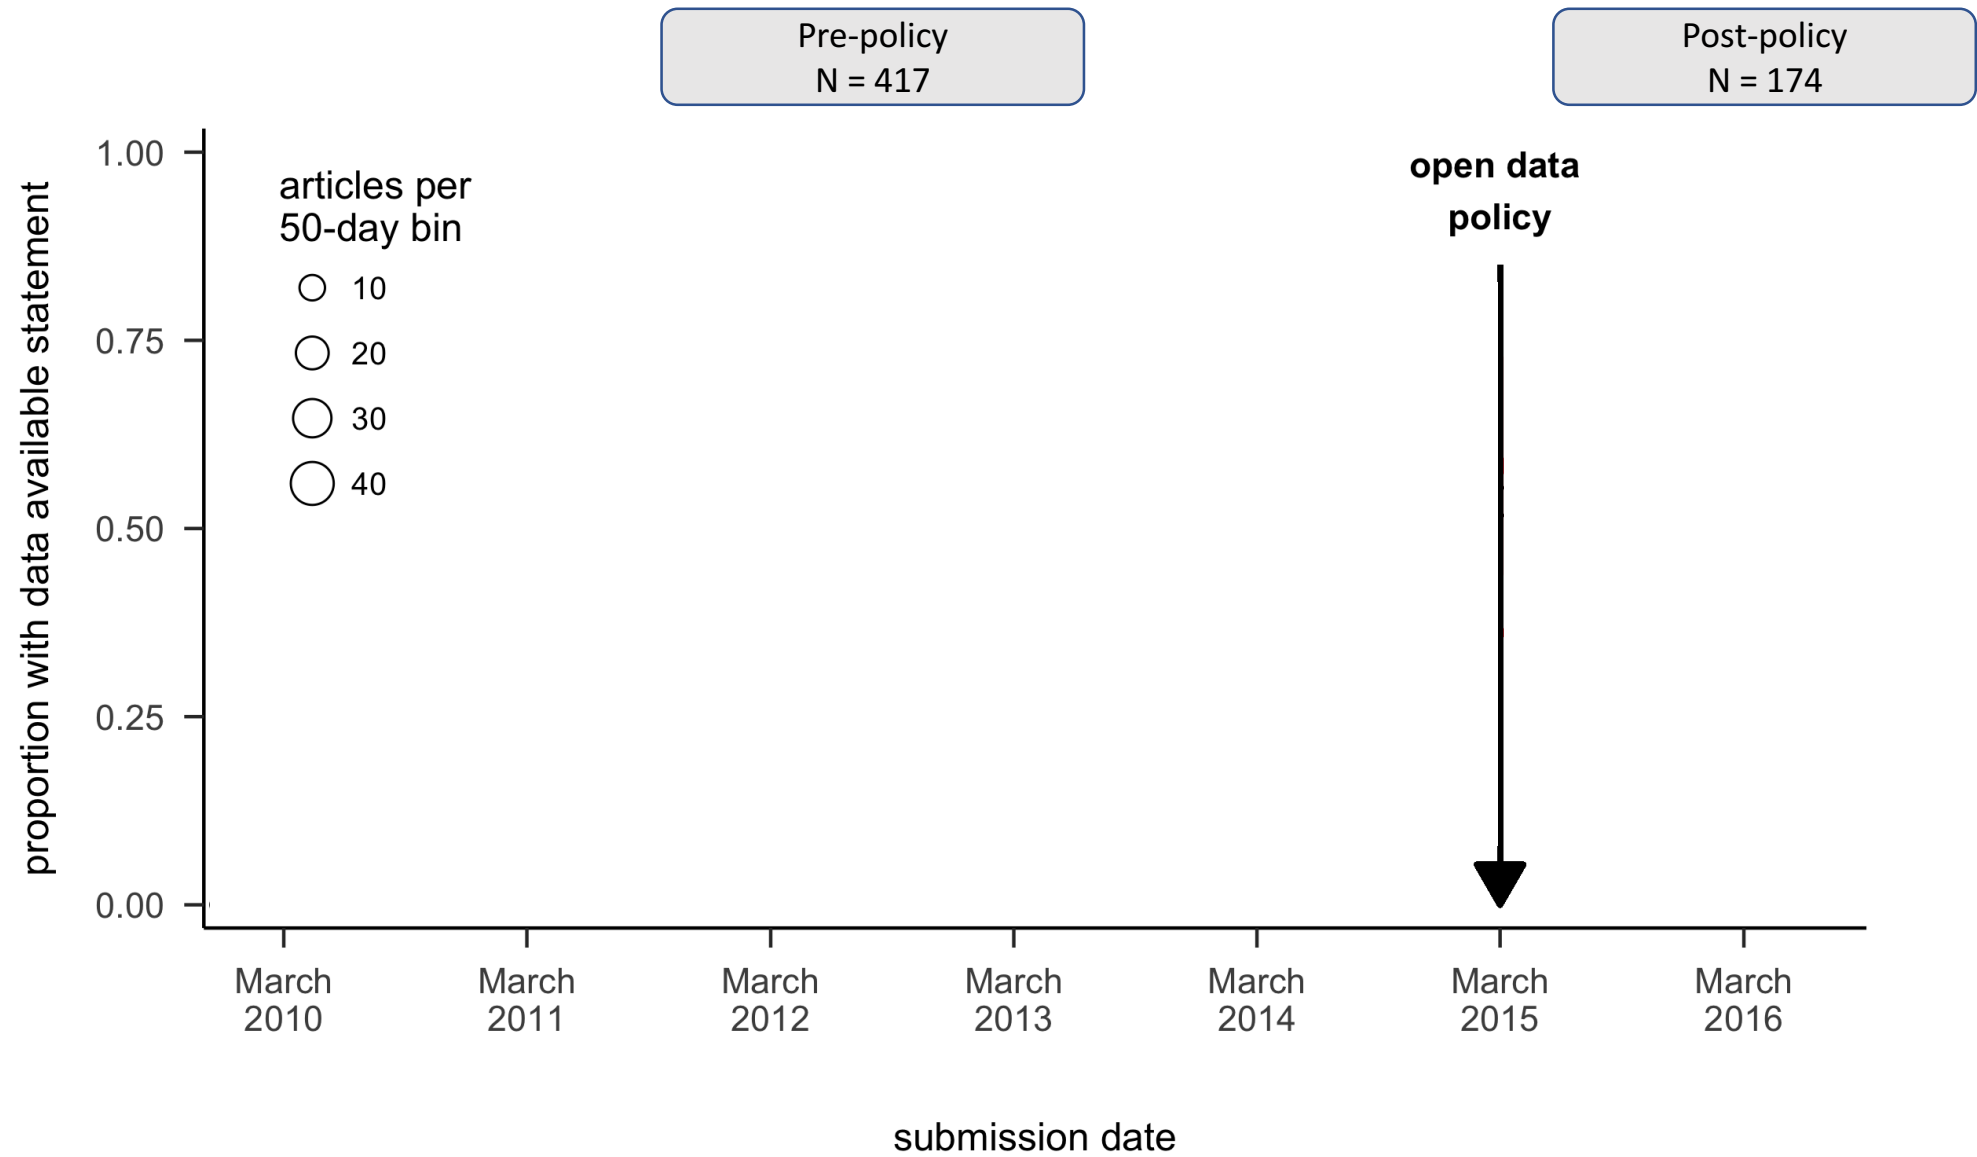 Pre-policy
N = 417
Post-policy
N = 174
1.00
0.75
0.50
0.25
0.00
proportion with data available statement
articles per
50-day bin
10
20
30
40
open data
policy
March
2010
March
2011
March
2012
March
2013
March
2014
March
2015
March
2016
submission date